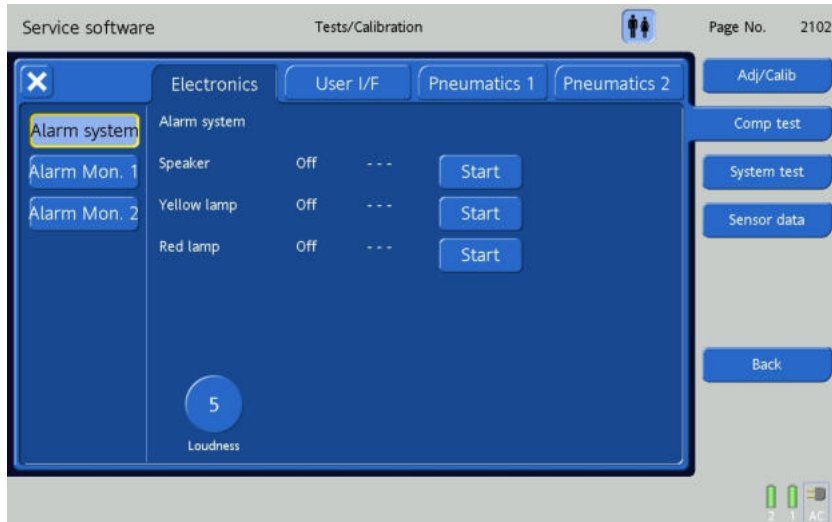 Service software Tests/Calibration Page No. 2102
Electronics User I/F Pneumatics 1 Pneumatics 2 Adj/Calib
Alarm system Alarm system Comp test
Alarm Mon. 1 Speaker Off --- Start System test
Alarm Mon. 2 Yellow lamp Off --- Start Sensor data
Red lamp Off --- Start
Back
5
Loudness
2 1 AC